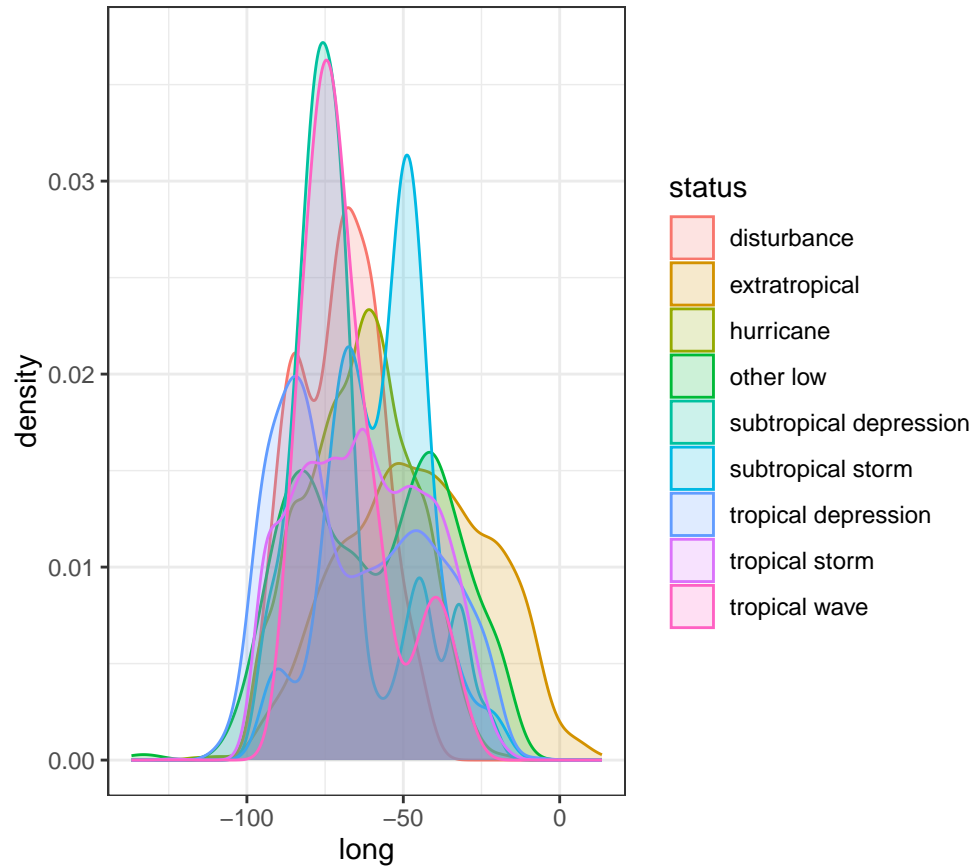 density
0.03
0.02
0.01
0.00
−100
−50
0
long
status
disturbance
extratropical
hurricane
other low
subtropical depression
subtropical storm
tropical depression
tropical storm
tropical wave